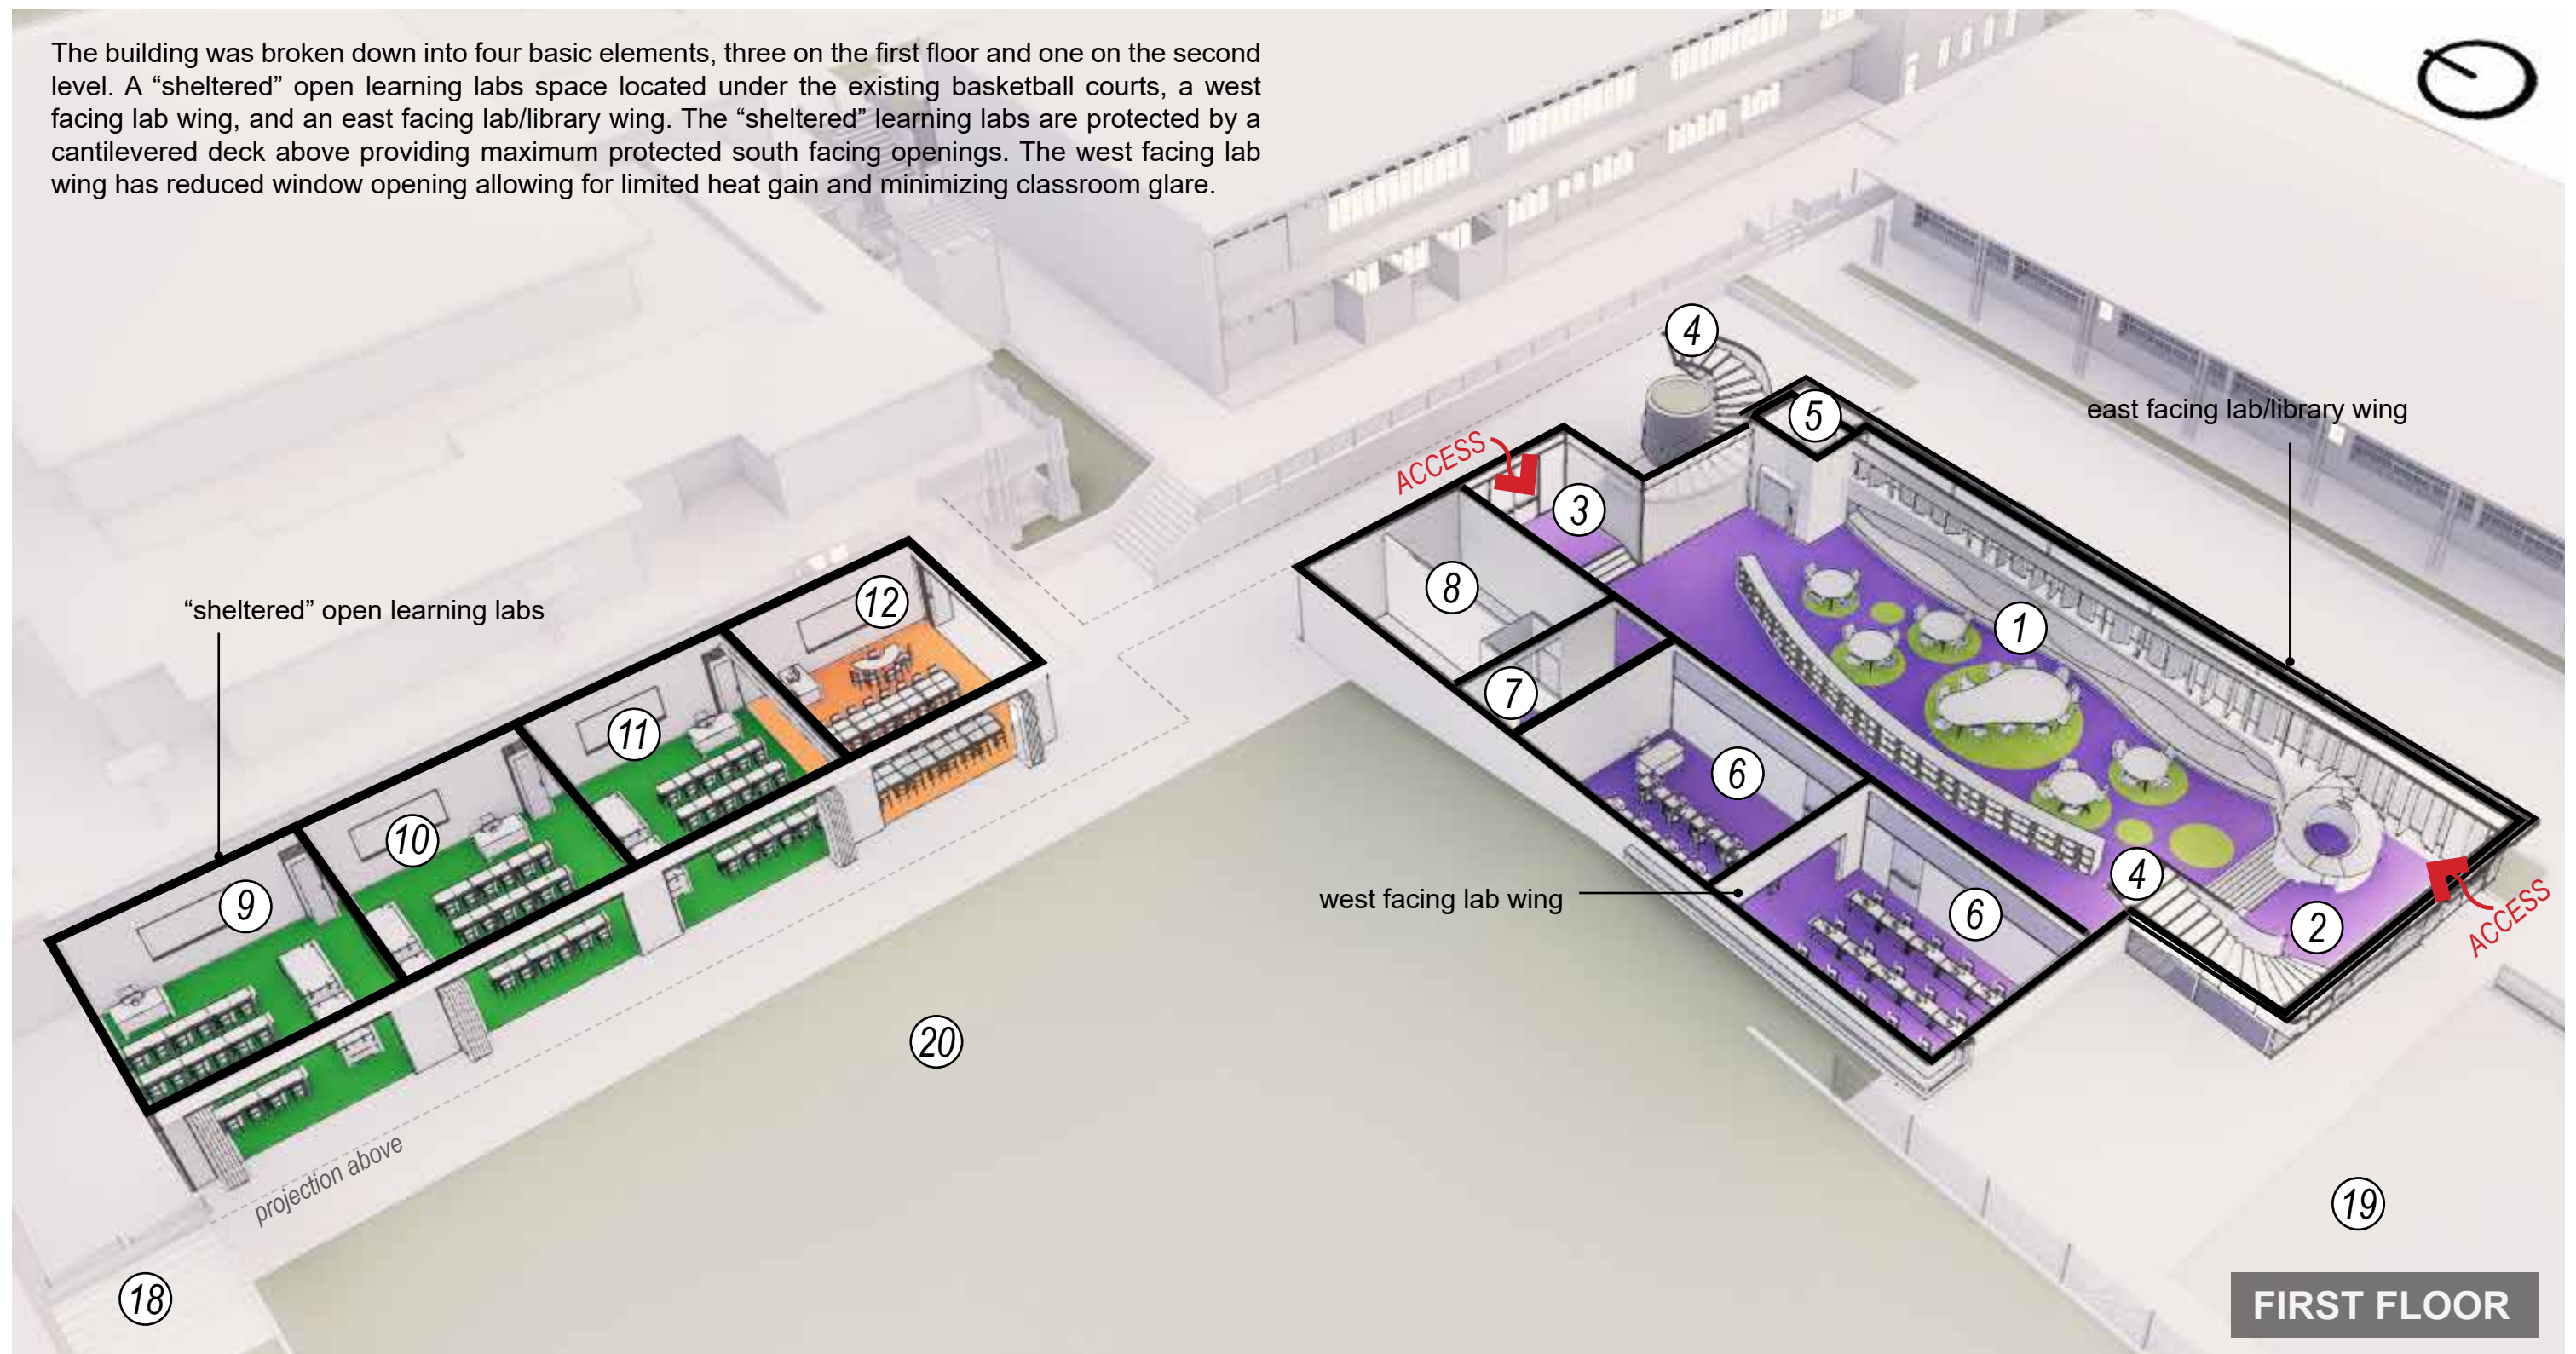 The building was broken down into four basic elements, three on the first floor and one on the second
level. A “sheltered” open learning labs space located under the existing basketball courts, a west
facing lab wing, and an east facing lab/library wing. The “sheltered” learning labs are protected by a
cantilevered deck above providing maximum protected south facing openings. The west facing lab
wing has reduced window opening allowing for limited heat gain and minimizing classroom glare.
4
5
east facing lab/library wing
ACCESS
3
8
12
“sheltered” open learning labs
1
7
11
6
10
4
west facing lab wing
9
6
2
ACCESS
20
projection above
19
18
FIRST FLOOR